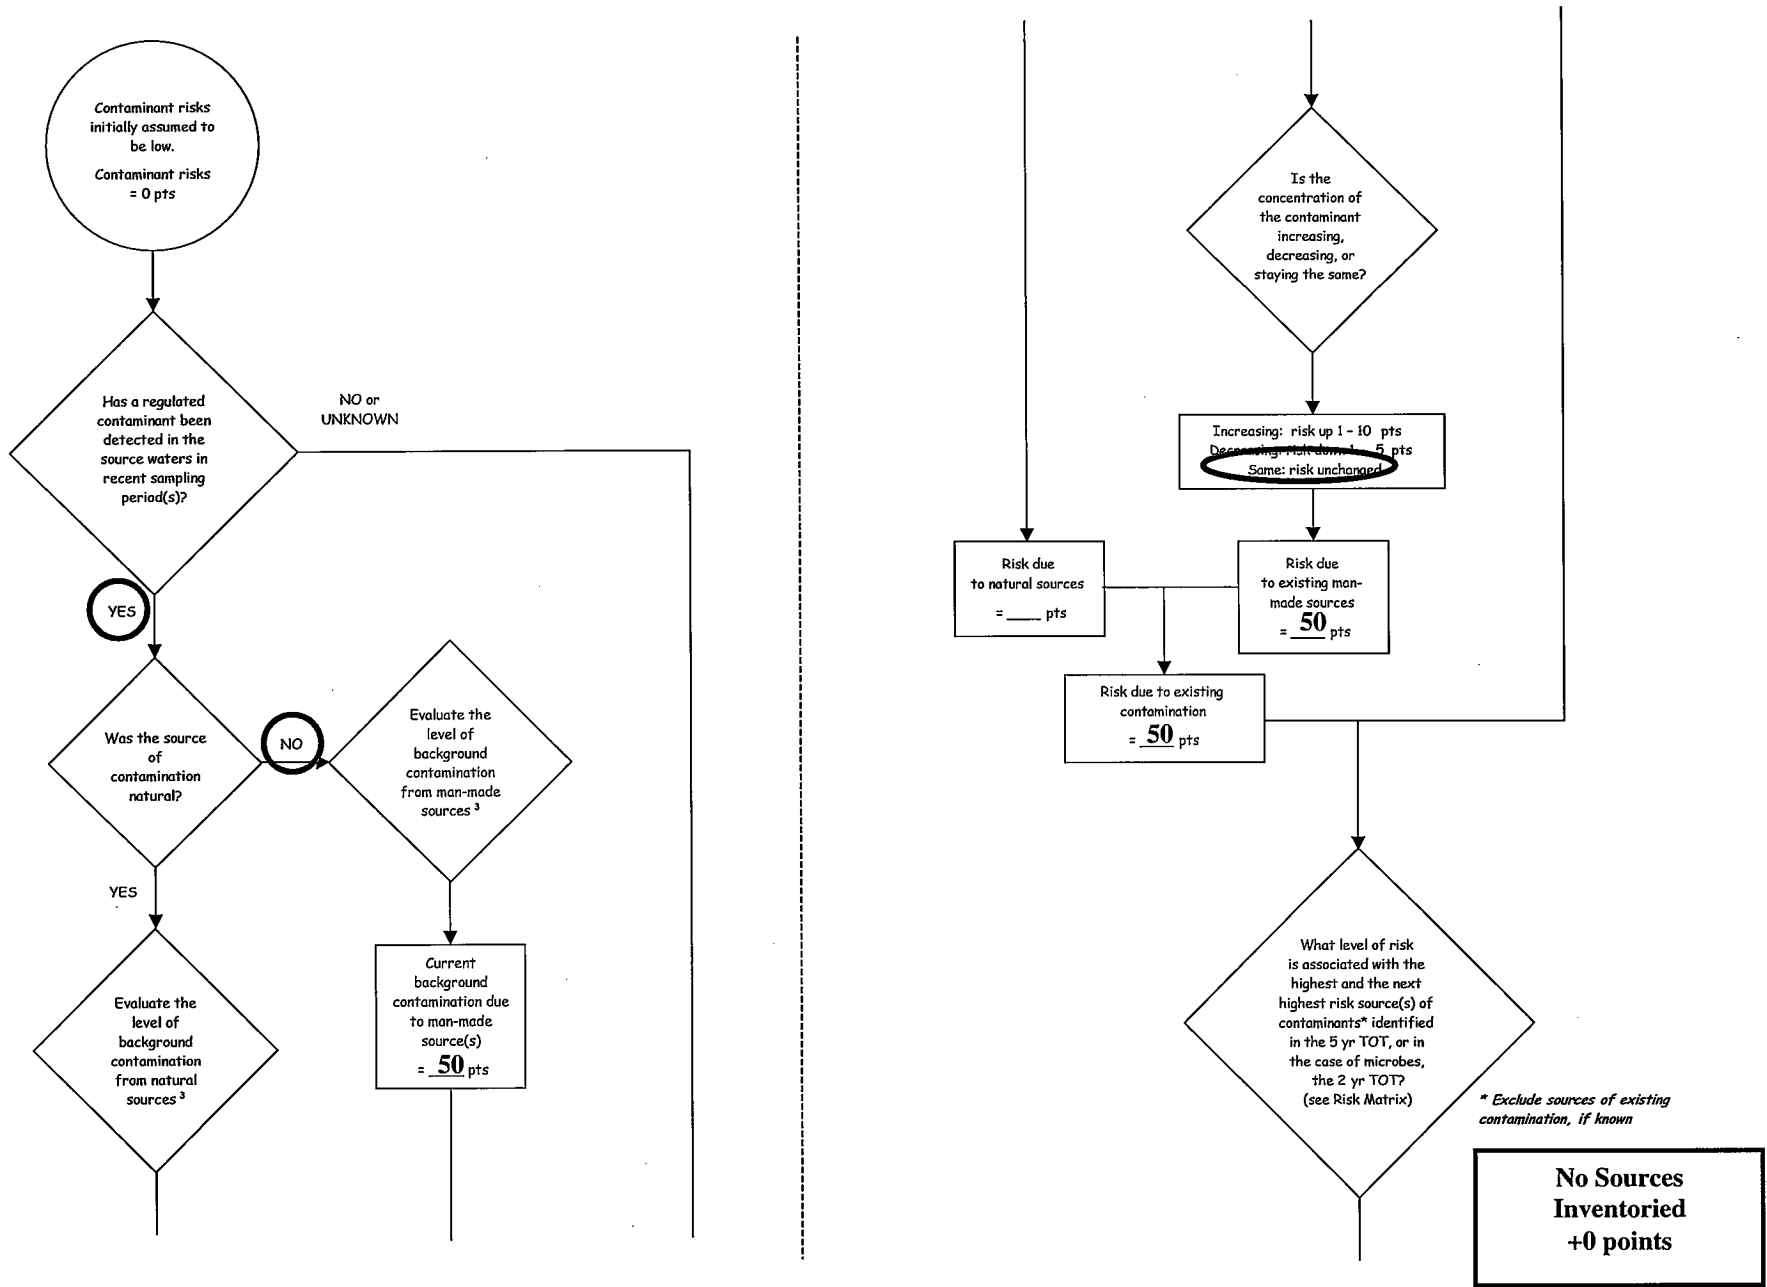 Contaminant risks
initially assumed to
be low.
Contaminant risks
= 0 pts
Has a regulated
contaminant been
detected in the
source waters in
recent sampling
period(s)?
NO or
UNKNOWN
YES
Was the source
of
contamination
natural?
NO
Evaluate the
level of
background
contamination
from man-made
sources 3
YES
Evaluate the
level of
background
contamination
from natural
sources 3
Current
background
contamination due
to man-made
source(s)
= 50 pts
Is the
concentration of
the contaminant
increasing,
decreasing, or
staying the same?
Increasing: risk up 1 - 10 pts
Decreasing: risk down 1 - 5 pts
Same: risk unchanged
Risk due
to natural sources
= ____ pts
Risk due
to existing man-
made sources
= 50 pts
Risk due to existing
contamination
= 50 pts
What level of risk
is associated with the
highest and the next
highest risk source(s) of
contaminants* identified
in the 5 yr TOT, or in
the case of microbes,
the 2 yr TOT?
(see Risk Matrix)
* Exclude sources of existing
contamination, if known
No Sources
Inventoried
+0 points